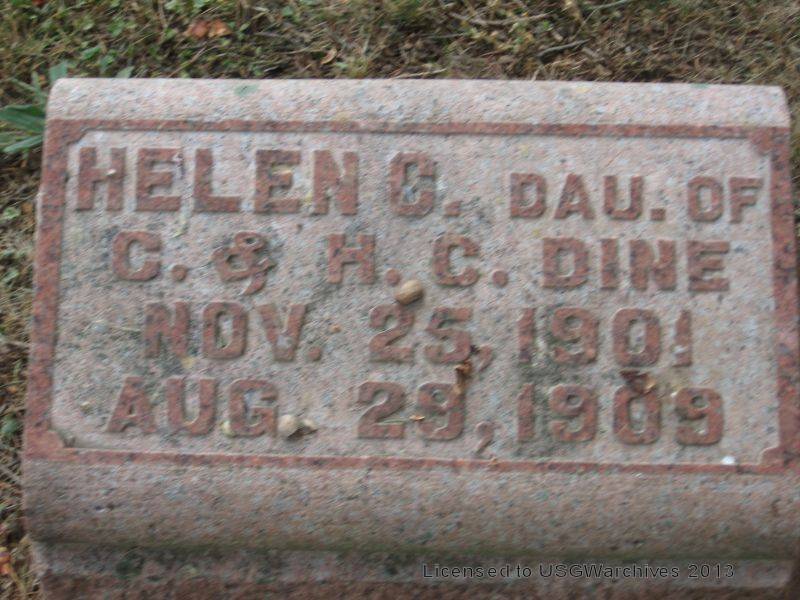 HELEN C. DAU. OF
C. & H. C. DINE
NOV. 25, 1901
AUG. 29, 1909
Licensed to USGWarchives 2013